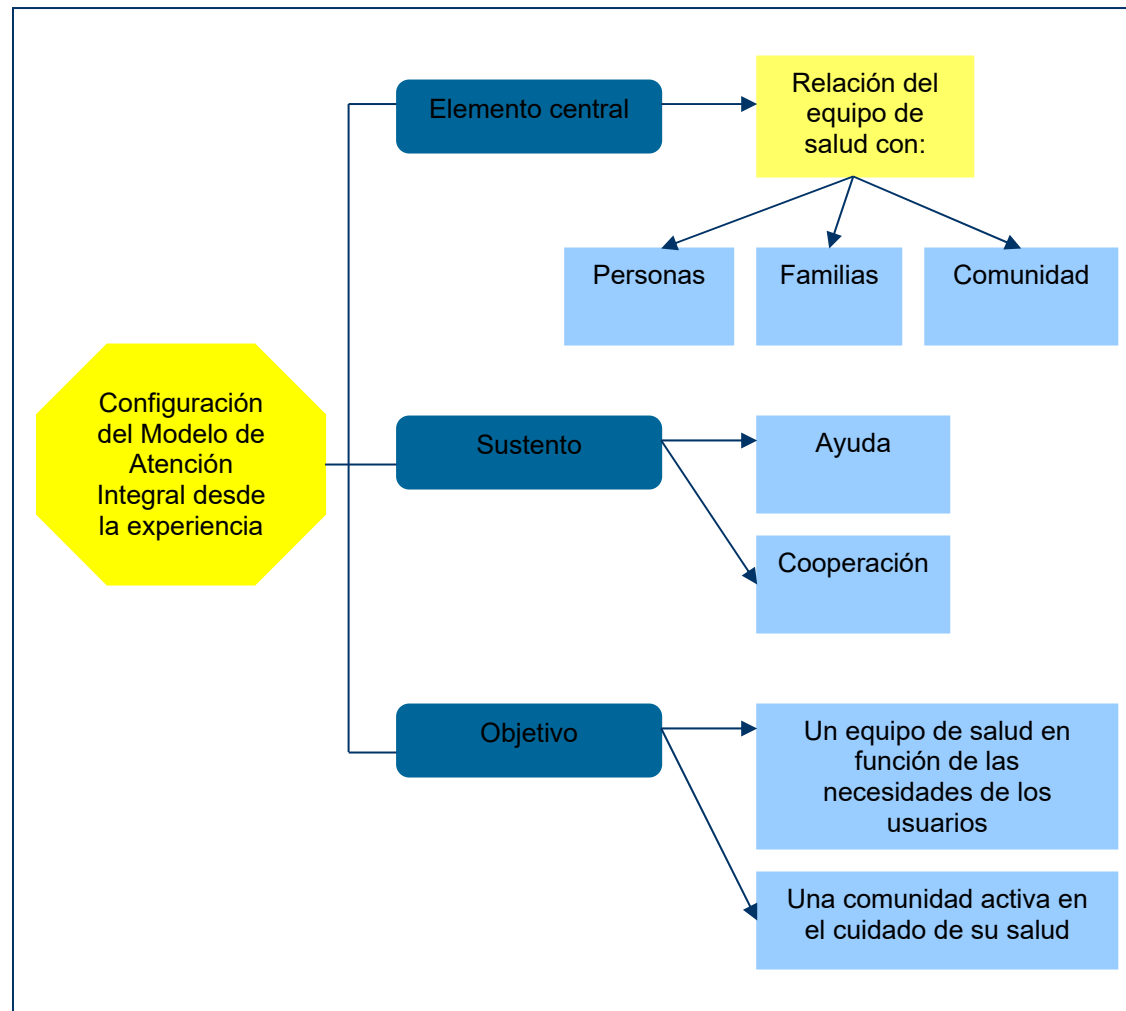 Elemento central
Relación del
equipo de
salud con:
Personas
Familias
Comunidad
Configuración
del Modelo de
Atención
Integral desde
la experiencia
Sustento
Ayuda
Cooperación
Objetivo
Un equipo de salud en
función de las
necesidades de los
usuarios
Una comunidad activa en
el cuidado de su salud